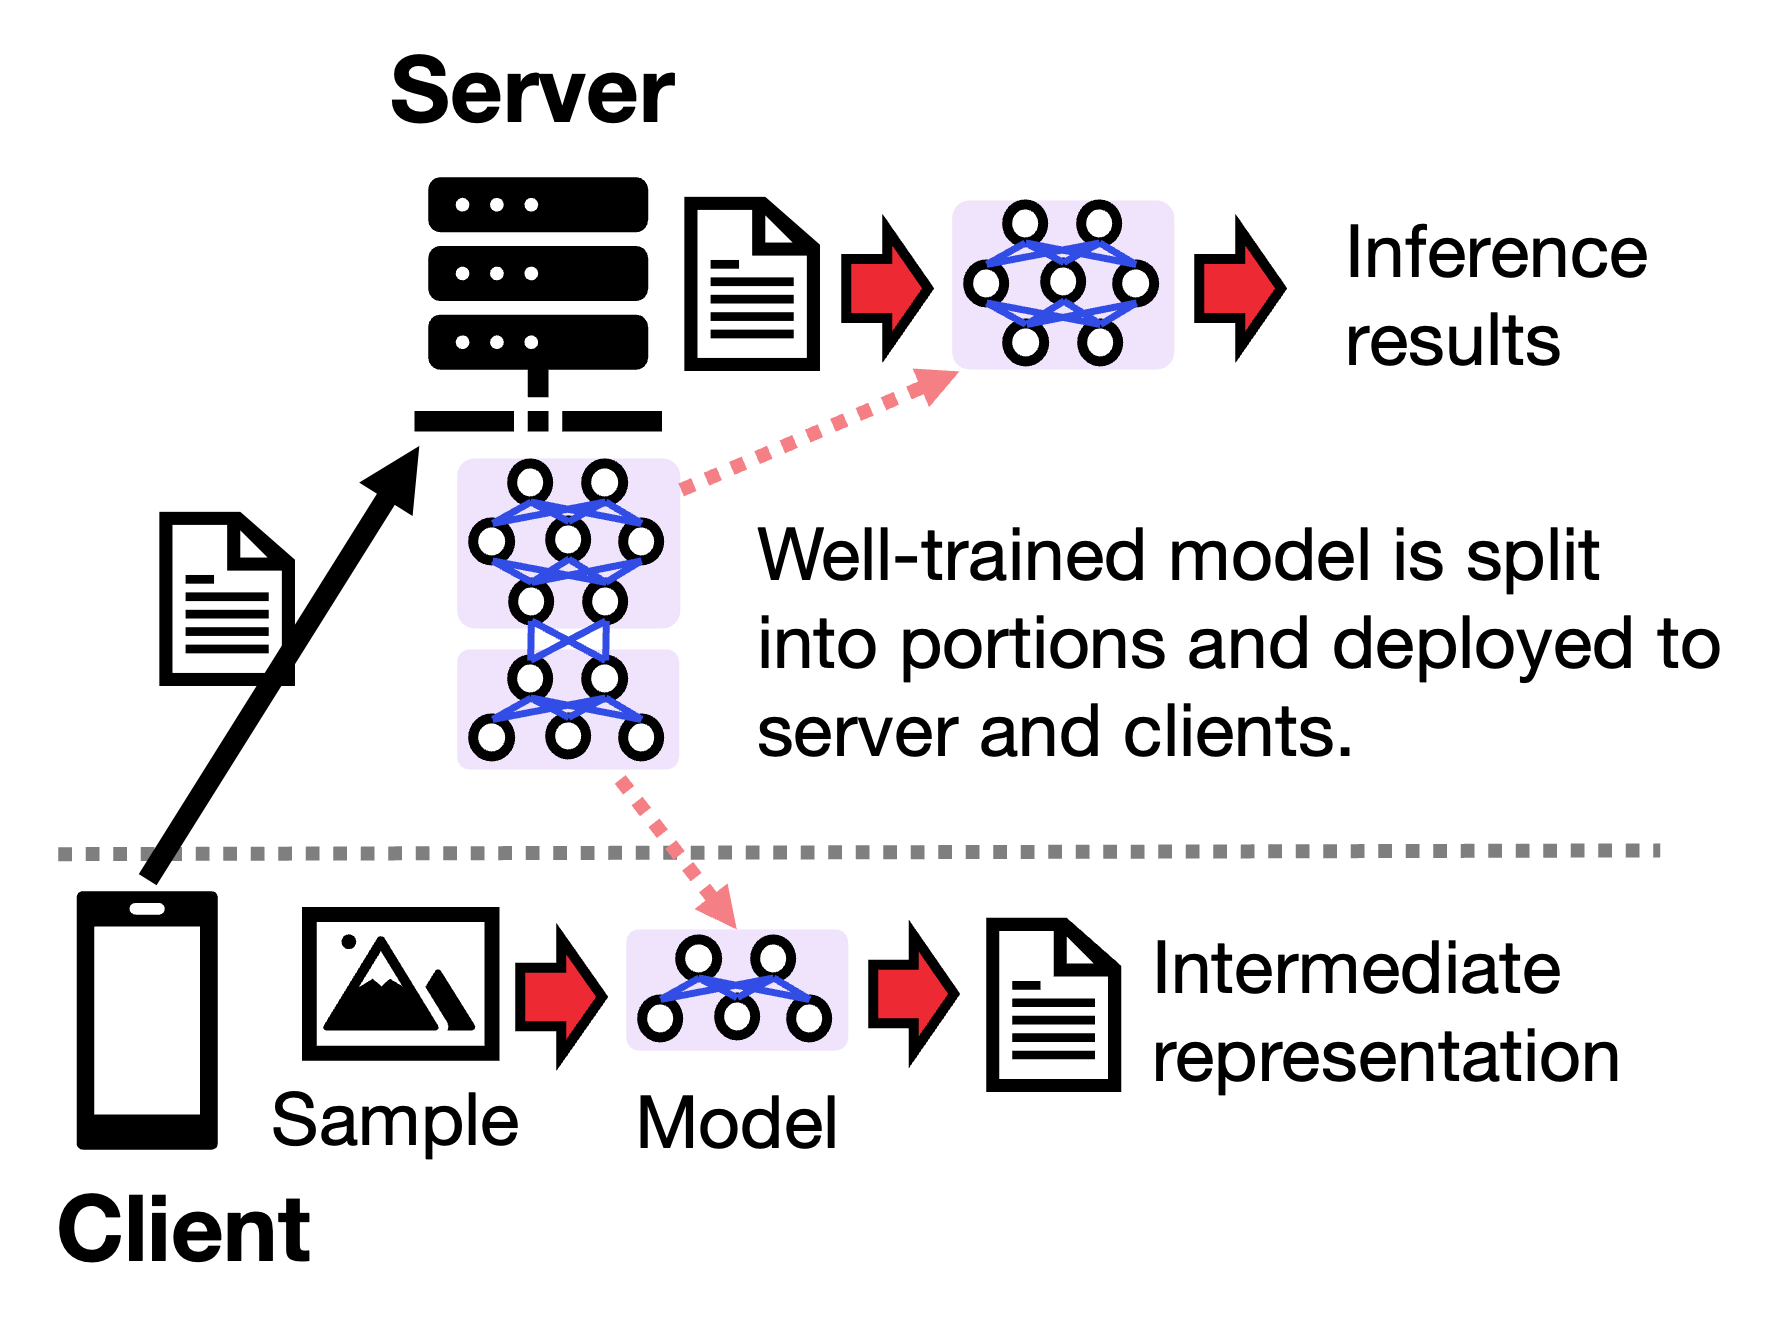 Server
Inference
results
Well-trained model is split
into portions and deployed to
server and clients.
Sample
Model
Intermediate
representation
Client